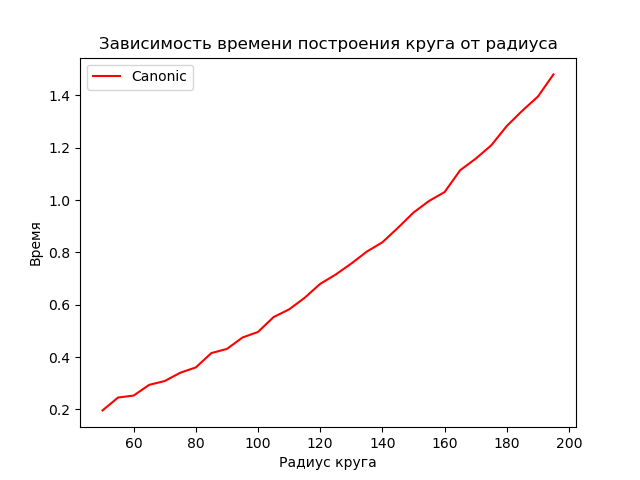 Зависимость времени построения круга от радиуса
Canonic
1.4
1.2
1.0
0.8
0.6
0.4
0.2
Время
60 80 100 120 140 160 180 200
Радиус круга